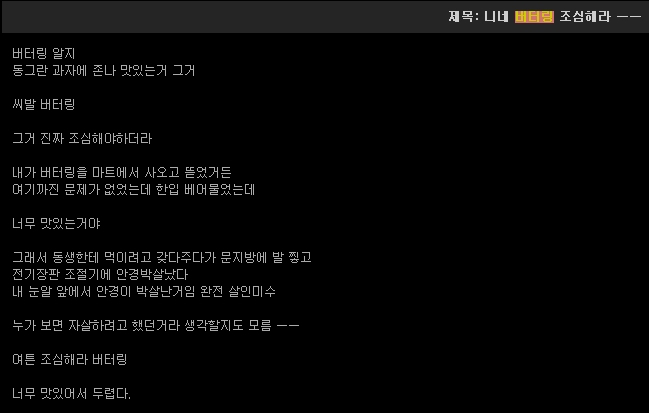 제목: 니네 버터링 조심해라 ㅡㅡ
버터링 알지
동그란 과자에 존나 맛있는거 그거
씨발 버터링
그거 진짜 조심해야하더라
내가 버터링을 마트에서 사오고 뜯었거든
여기까진 문제가 없었는데 한입 베어물었는데
너무 맛있는거야
그래서 동생한테 먹이려고 갖다주다가 문지방에 발 찧고
전기장판 조절기에 안경박살났다
내 눈알 앞에서 안경이 박살난거임 완전 살인미수
누가 보면 자살하려고 했던거라 생각할지도 모름 ㅡㅡ
여튼 조심해라 버터링
너무 맛있어서 두렵다.